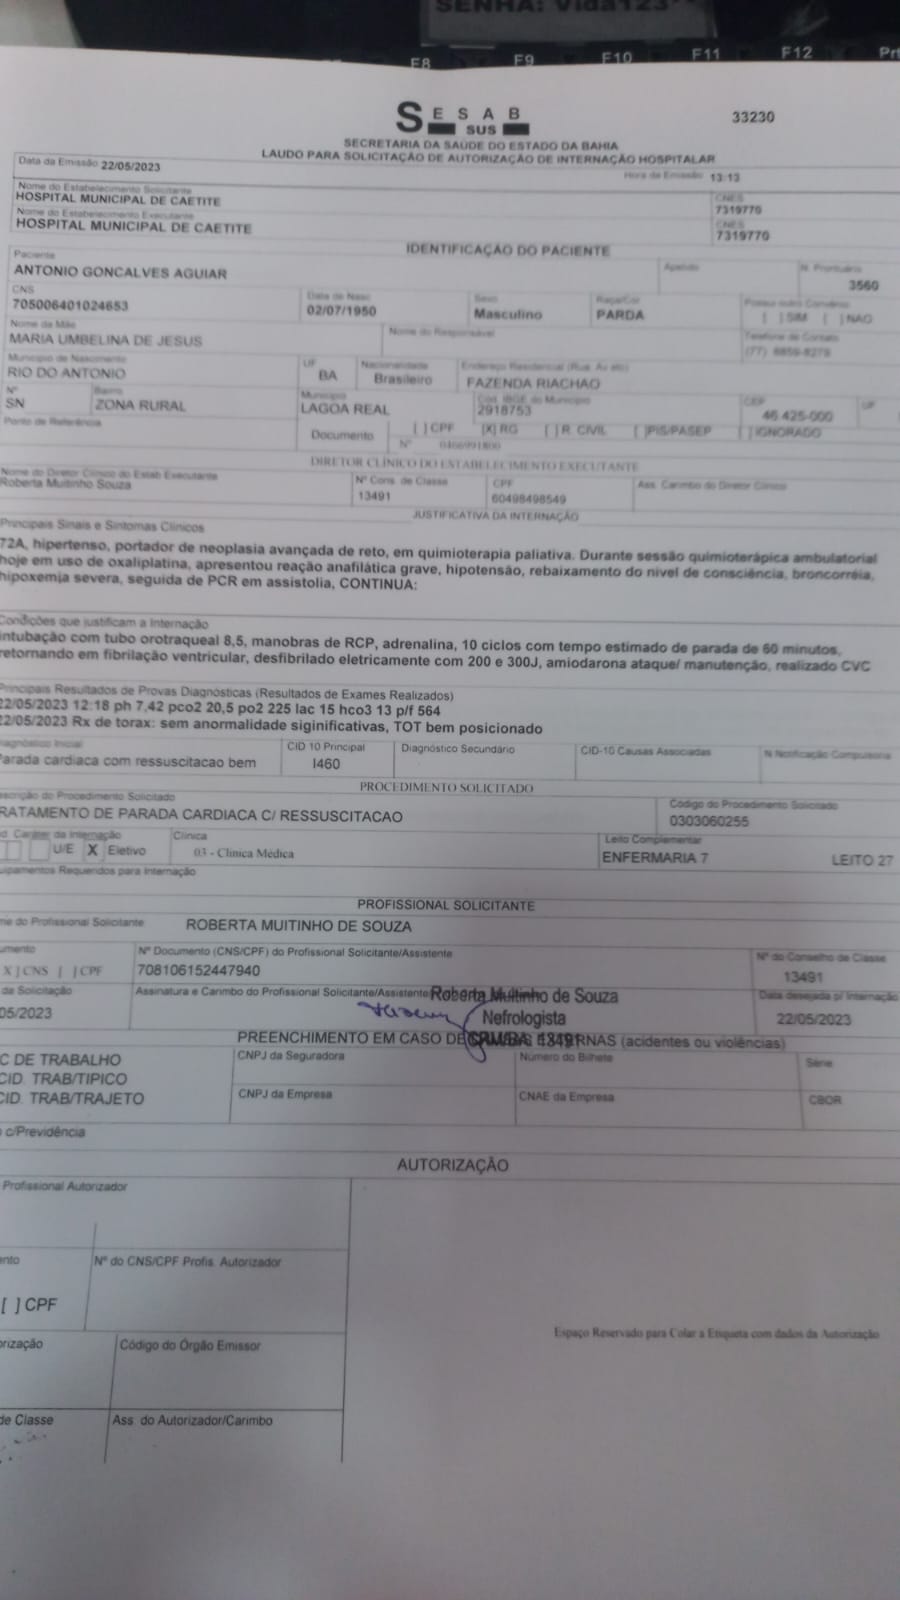 SENHA: Vida123
F8 F9 F10 F11 F12 Prt
SESAB
SUS
33230
SECRETARIA DA SAÚDE DO ESTADO DA BAHIA
LAUDO PARA SOLICITAÇÃO DE AUTORIZAÇÃO DE INTERNAÇÃO HOSPITALAR
Data da Emissão 22/05/2023 Hora da Emissão 13:13
Nome do Estabelecimento Solicitante CNES
HOSPITAL MUNICIPAL DE CAETITE 7319770
Nome do Estabelecimento Executante CNES
HOSPITAL MUNICIPAL DE CAETITE 7319770
IDENTIFICAÇÃO DO PACIENTE
Paciente Apelido N. Prontuário
ANTONIO GONCALVES AGUIAR 3560
CNS Data de Nasc Sexo Raça/Cor Possui outro Convênio
705006401024653 02/07/1950 Masculino PARDA [ ]SIM [ ]NAO
Nome da Mãe Nome do Responsável Telefone de Contato
MARIA UMBELINA DE JESUS (77)
Município de Nascimento UF Nacionalidade Endereço Residencial (Rua, Av etc)
RIO DO ANTONIO BA Brasileiro FAZENDA RIACHAO
Nº Bairro Município Cód. IBGE do Município CEP UF
SN ZONA RURAL LAGOA REAL 2918753 46.425-000
Ponto de Referência Documento [ ]CPF [X]RG [ ]R. CIVIL [ ]PIS/PASEP [ ]IGNORADO
Nº
DIRETOR CLÍNICO DO ESTABELECIMENTO EXECUTANTE
Nome do Diretor Clínico do Estab Executante Nº Cons. de Classe CPF Ass. Carimbo do Diretor Clínico
Roberta Muitinho Souza 13491 60498498549
JUSTIFICATIVA DA INTERNAÇÃO
Principais Sinais e Sintomas Clínicos
72A, hipertenso, portador de neoplasia avançada de reto, em quimioterapia paliativa. Durante sessão quimioterápica ambulatorial
hoje em uso de oxaliplatina, apresentou reação anafilática grave, hipotensão, rebaixamento do nivel de consciência, broncorréia,
hipoxemia severa, seguida de PCR em assistolia, CONTINUA:
Condições que justificam a Internação
intubação com tubo orotraqueal 8,5, manobras de RCP, adrenalina, 10 ciclos com tempo estimado de parada de 60 minutos,
retornando em fibrilação ventricular, desfibrilado eletricamente com 200 e 300J, amiodarona ataque/ manutenção, realizado CVC
Principais Resultados de Provas Diagnósticas (Resultados de Exames Realizados)
22/05/2023 12:18 ph 7,42 pco2 20,5 po2 225 lac 15 hco3 13 p/f 564
22/05/2023 Rx de torax: sem anormalidade siginificativas, TOT bem posicionado
Diagnóstico Inicial CID 10 Principal Diagnóstico Secundário CID-10 Causas Associadas N.Notificação Compulsória
Parada cardiaca com ressuscitacao bem I460
PROCEDIMENTO SOLICITADO
escrição do Procedimento Solicitado Código do Procedimento Solicitado
RATAMENTO DE PARADA CARDIACA C/ RESSUSCITACAO 0303060255
d. Caráter da Internação Clínica Leito Complementar
U/E X Eletivo 03 - Clinica Médica ENFERMARIA 7 LEITO 27
uipamentos Requeridos para Internação
PROFISSIONAL SOLICITANTE
me do Profissional Solicitante ROBERTA MUITINHO DE SOUZA
umento Nº Documento (CNS/CPF) do Profissional Solicitante/Assistente Nº do Conselho de Classe
X ]CNS [ ]CPF 708106152447940 13491
da Solicitação Assinatura e Carimbo do Profissional Solicitante/Assistente Roberta Muitinho de Souza Data desejada p/ Internação
05/2023 Nefrologista 22/05/2023
CRM/BA 13491
PREENCHIMENTO EM CASO DE RNAS (acidentes ou violências)
C DE TRABALHO CNPJ da Seguradora Número do Bilhete Série
CID. TRAB/TIPICO
CID. TRAB/TRAJETO CNPJ da Empresa CNAE da Empresa CBOR
c/Previdência
AUTORIZAÇÃO
Profissional Autorizador
ento Nº do CNS/CPF Profis. Autorizador
[ ] CPF
Espaço Reservado para Colar a Etiqueta com dados da Autorização
orização Código do Órgão Emissor
de Classe Ass. do Autorizador/Carimbo